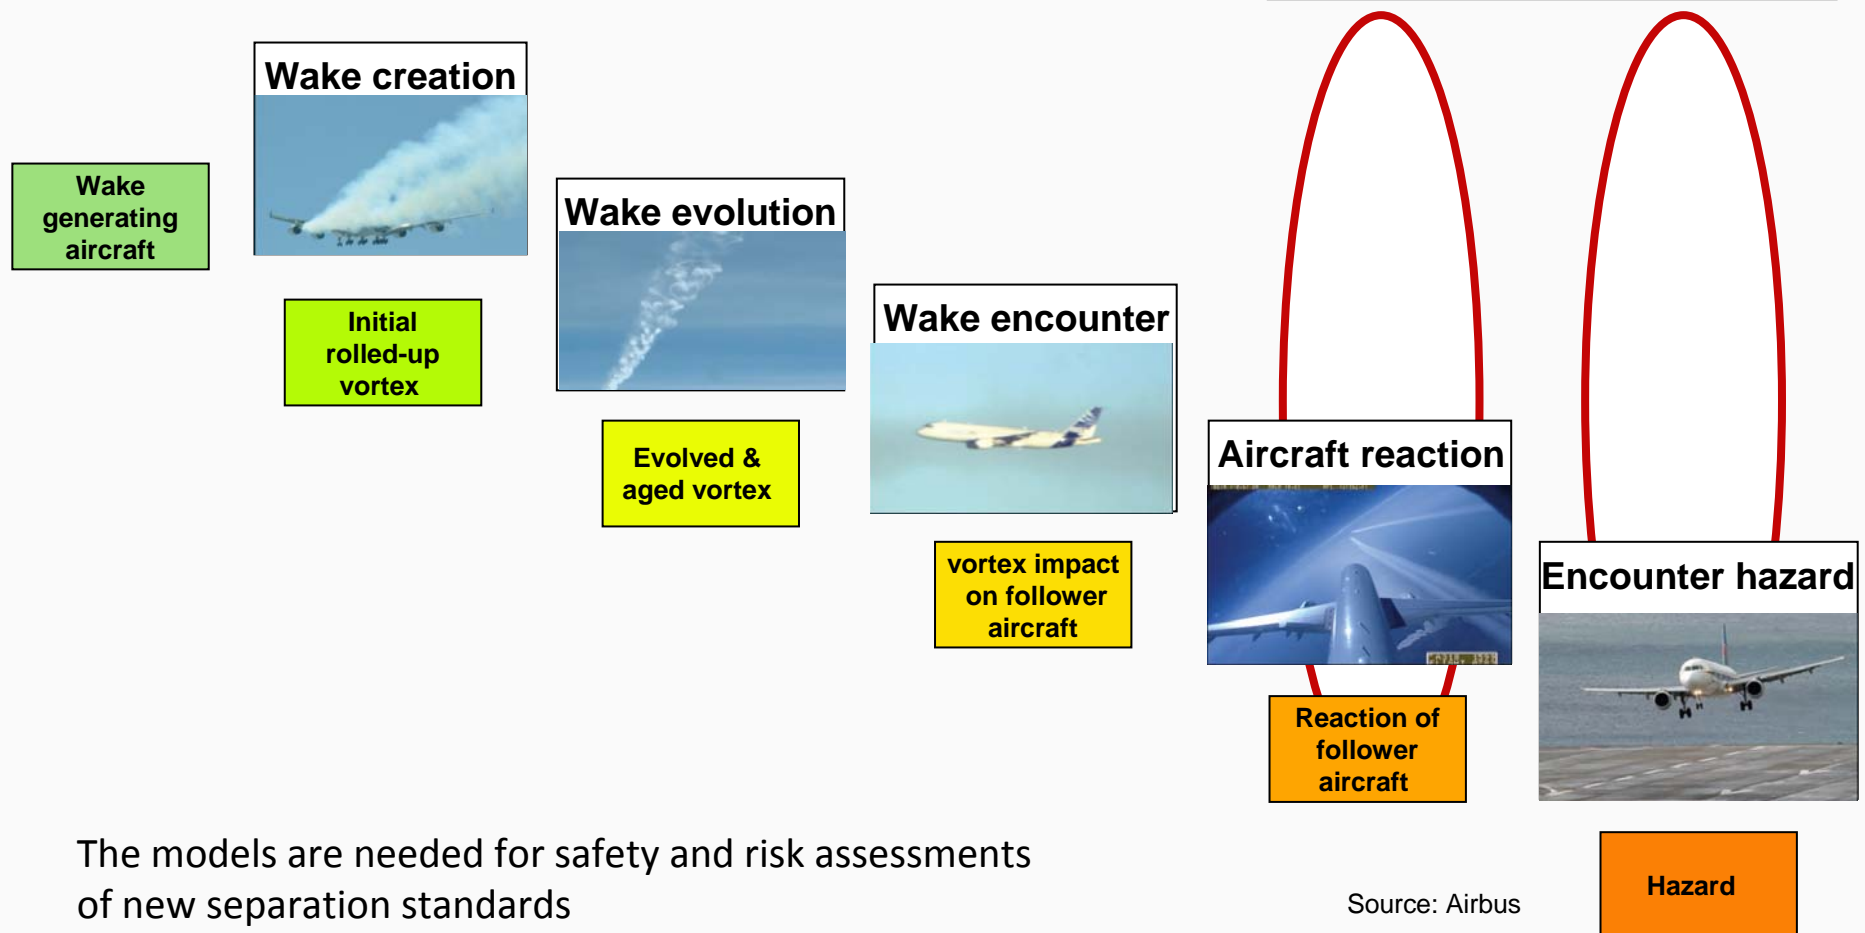 Wake creation
Wake
generating
aircraft
Initial
rolled-up
vortex
Wake evolution
Evolved &
aged vortex
Wake encounter
vortex impact
on follower
aircraft
Aircraft reaction
Reaction of
follower
aircraft
Encounter hazard
Hazard
The models are needed for safety and risk assessments
of new separation standards
Source: Airbus